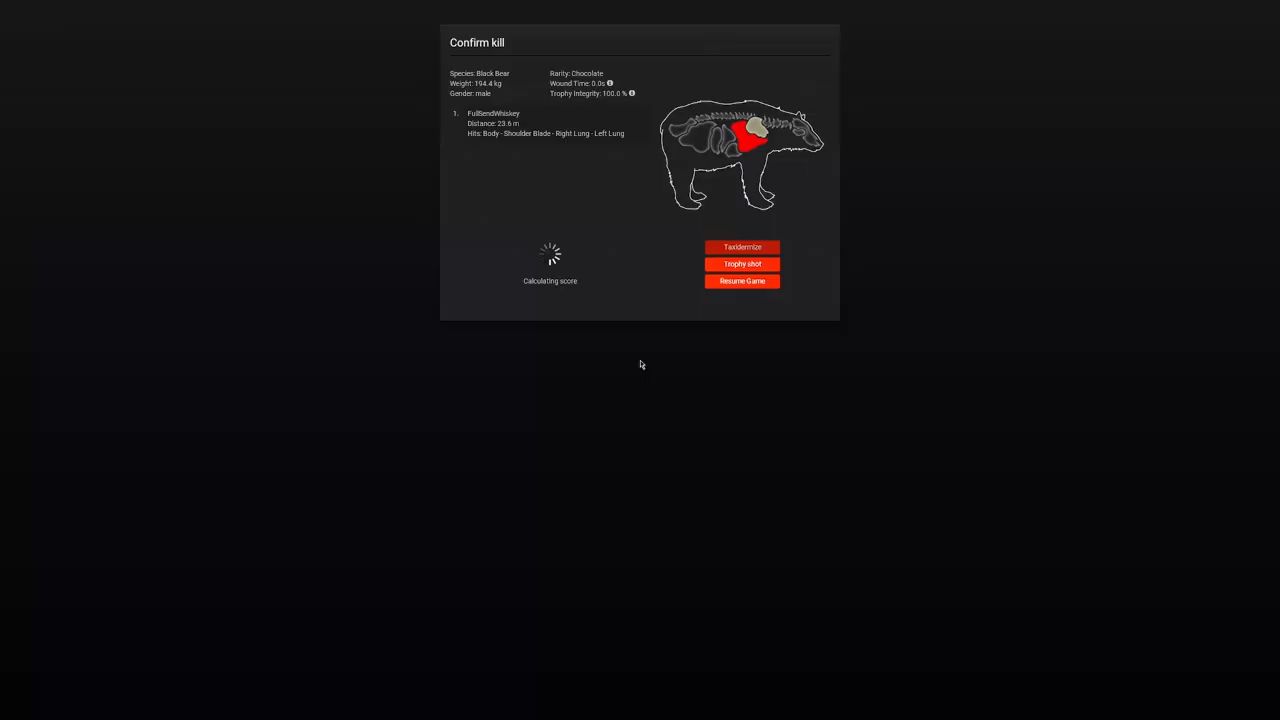 Confirm kill
Species: Black Bear
Rarity: Chocolate
Weight: 194.4 kg
Wound Time: 0.0s
Gender: male
Trophy Integrity: 100.0 %
1. FullSendWhiskey
Distance: 23.6 m
Hits: Body - Shoulder Blade - Right Lung - Left Lung
Taxidermize
Trophy shot
Calculating score
Resume Game